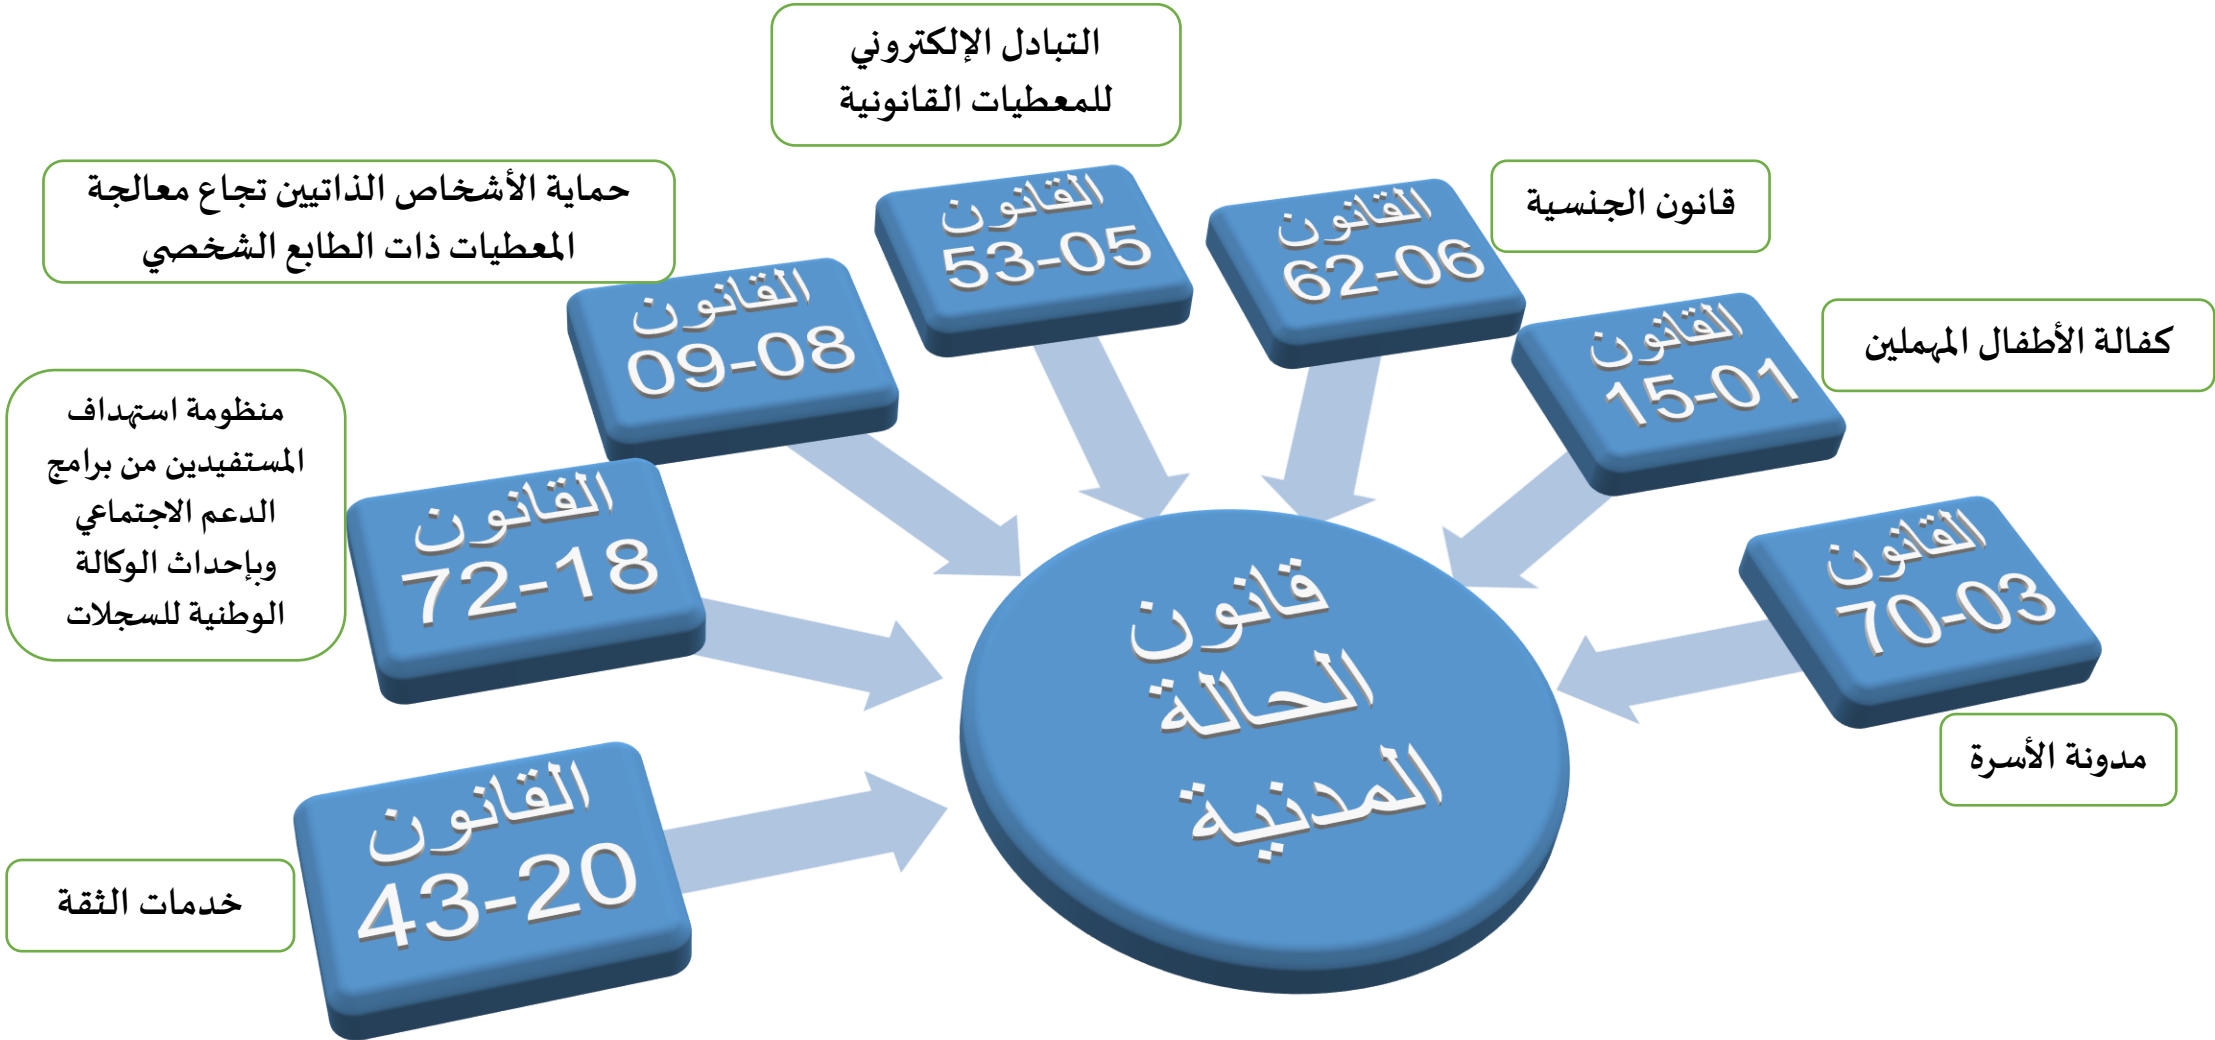 التبادل الإلكتروني
للمعطيات القانونية
حماية الأشخاص الذاتيين تجاع معالجة
المعطيات ذات الطابع الشخصي
قانون الجنسية
كفالة الأطفال المهملين
منظومة استهداف
المستفيدين من برامج
الدعم الاجتماعي
وبإحداث الوكالة
الوطنية للسجلات
مدونة الأسرة
خدمات الثقة
القانون
53-05
القانون
62-06
القانون
09-08
القانون
15-01
القانون
72-18
القانون
70-03
القانون
43-20
قانون
الحالة
المدنية